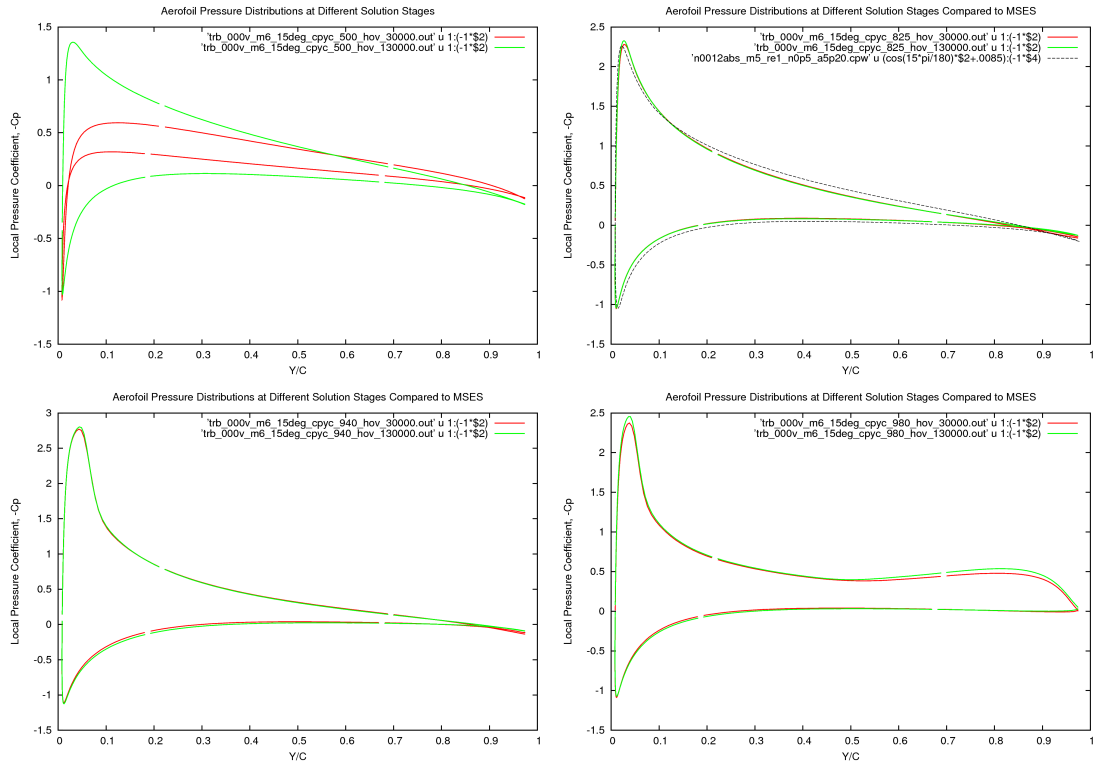 Aerofoil Pressure Distributions at Different Solution Stages
'trb_000v_m6_15deg_cpyc_500_hov_30000.out' u 1:(-1*$2)
'trb_000v_m6_15deg_cpyc_500_hov_130000.out' u 1:(-1*$2)
Local Pressure Coefficient, -Cp
1.5
1
0.5
0
-0.5
-1
-1.5
0 0.1 0.2 0.3 0.4 0.5 0.6 0.7 0.8 0.9 1
Y/C
Aerofoil Pressure Distributions at Different Solution Stages Compared to MSES
'trb_000v_m6_15deg_cpyc_825_hov_30000.out' u 1:(-1*$2)
'trb_000v_m6_15deg_cpyc_825_hov_130000.out' u 1:(-1*$2)
'n0012abs_m5_re1_n0p5_a5p20.cpw' u (cos(15*pi/180)*$2+.0085):(-1*$4)
Local Pressure Coefficient, -Cp
2.5
2
1.5
1
0.5
0
-0.5
-1
-1.5
0 0.1 0.2 0.3 0.4 0.5 0.6 0.7 0.8 0.9 1
Y/C
Aerofoil Pressure Distributions at Different Solution Stages Compared to MSES
'trb_000v_m6_15deg_cpyc_940_hov_30000.out' u 1:(-1*$2)
'trb_000v_m6_15deg_cpyc_940_hov_130000.out' u 1:(-1*$2)
Local Pressure Coefficient, -Cp
3
2.5
2
1.5
1
0.5
0
-0.5
-1
-1.5
0 0.1 0.2 0.3 0.4 0.5 0.6 0.7 0.8 0.9 1
Y/C
Aerofoil Pressure Distributions at Different Solution Stages Compared to MSES
'trb_000v_m6_15deg_cpyc_980_hov_30000.out' u 1:(-1*$2)
'trb_000v_m6_15deg_cpyc_980_hov_130000.out' u 1:(-1*$2)
Local Pressure Coefficient, -Cp
2.5
2
1.5
1
0.5
0
-0.5
-1
-1.5
0 0.1 0.2 0.3 0.4 0.5 0.6 0.7 0.8 0.9 1
Y/C